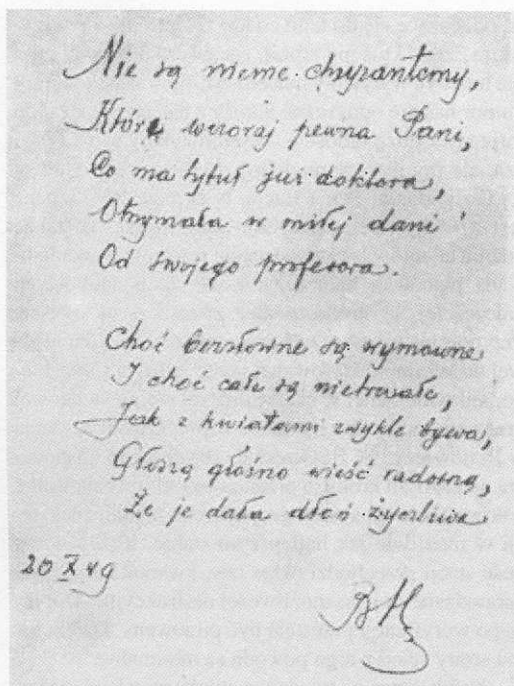 Nie są nieme chryzantemy,
Które wczoraj pewna Pani,
Co ma tytuł już doktora,
Otrzymała w miłej dani
Od swojego profesora.
Choć bezsłowne są wymowne
I choć całe są nietrwałe,
Jak z kwiatami zwykle bywa,
Głoszą głośno wieść radosną,
Że je dała dłoń życzliwa
20 X 49